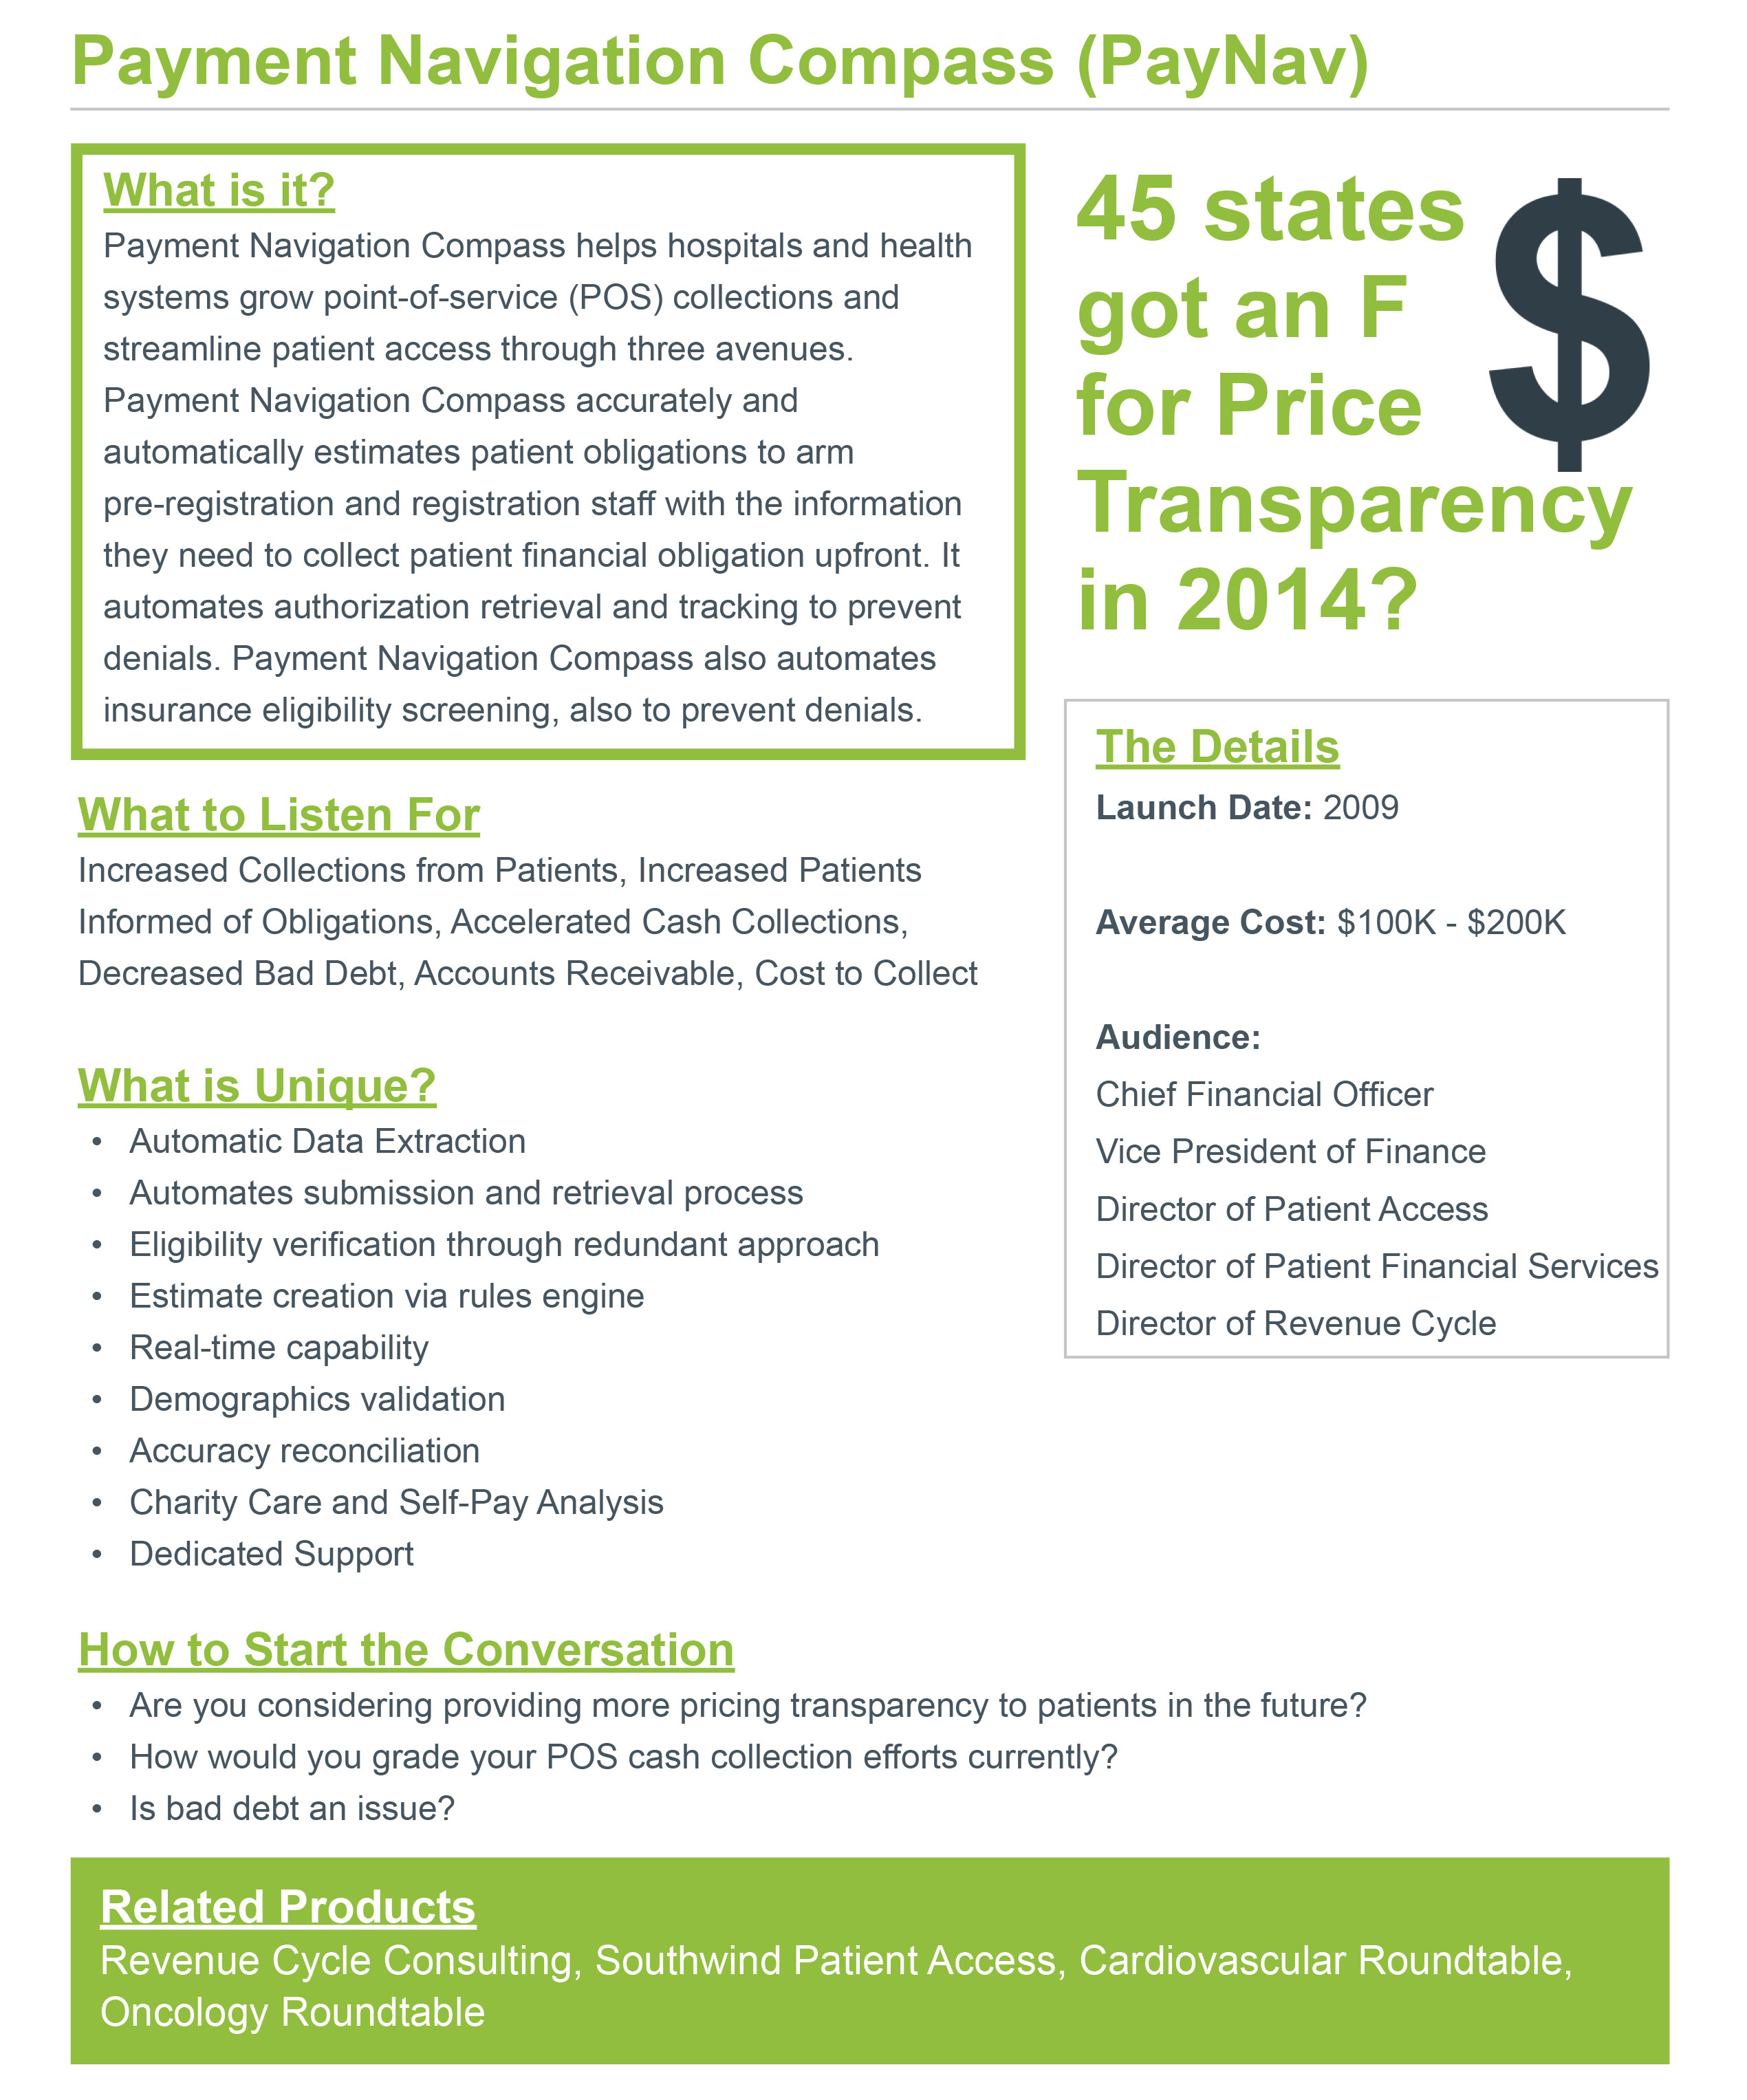 Payment Navigation Compass (PayNav)
What is it?
Payment Navigation Compass helps hospitals and health
systems grow point-of-service (POS) collections and
streamline patient access through three avenues.
Payment Navigation Compass accurately and
automatically estimates patient obligations to arm
pre-registration and registration staff with the information
they need to collect patient financial obligation upfront. It
automates authorization retrieval and tracking to prevent
denials. Payment Navigation Compass also automates
insurance eligibility screening, also to prevent denials.
45 states
got an F
for Price
Transparency
in 2014?
$
What to Listen For
Increased Collections from Patients, Increased Patients
Informed of Obligations, Accelerated Cash Collections,
Decreased Bad Debt, Accounts Receivable, Cost to Collect
What is Unique?
• Automatic Data Extraction
• Automates submission and retrieval process
• Eligibility verification through redundant approach
• Estimate creation via rules engine
• Real-time capability
• Demographics validation
• Accuracy reconciliation
• Charity Care and Self-Pay Analysis
• Dedicated Support
The Details
Launch Date: 2009
Average Cost: $100K - $200K
Audience:
Chief Financial Officer
Vice President of Finance
Director of Patient Access
Director of Patient Financial Services
Director of Revenue Cycle
How to Start the Conversation
• Are you considering providing more pricing transparency to patients in the future?
• How would you grade your POS cash collection efforts currently?
• Is bad debt an issue?
Related Products
Revenue Cycle Consulting, Southwind Patient Access, Cardiovascular Roundtable,
Oncology Roundtable